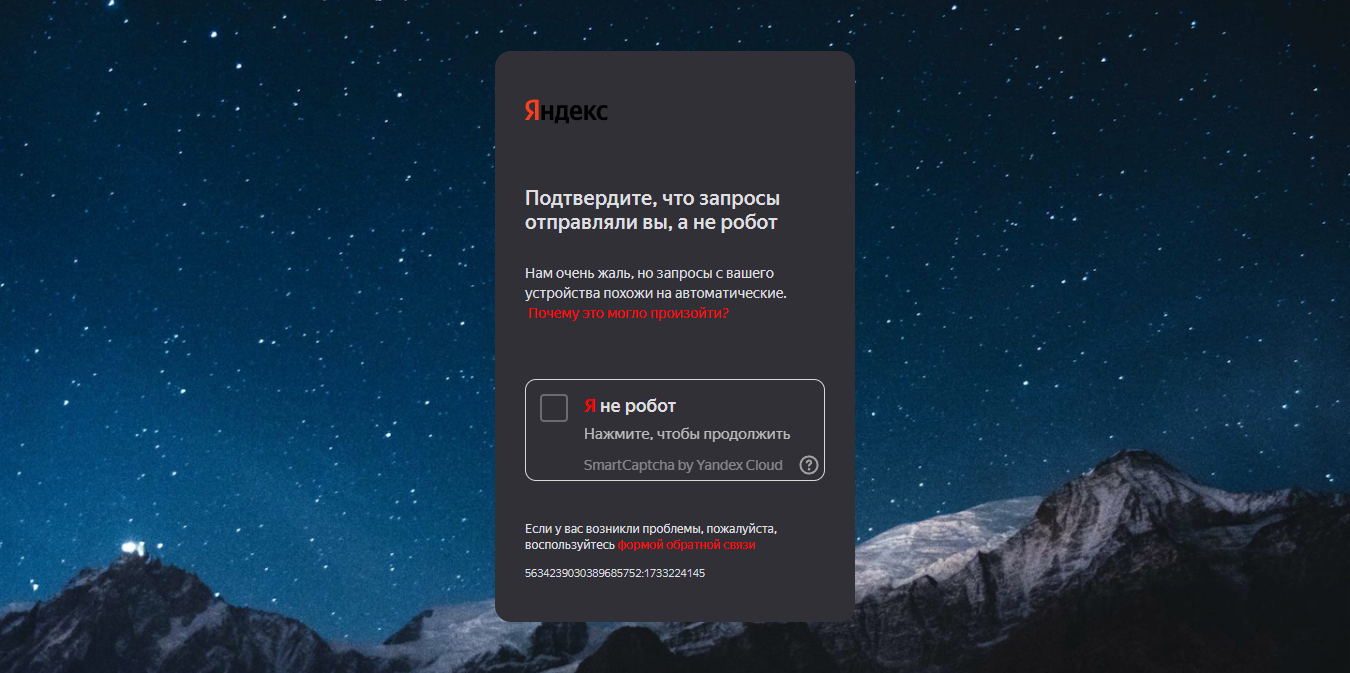 Яндекс
Подтвердите, что запросы
отправляли вы, а не робот
Нам очень жаль, но запросы с вашего
устройства похожи на автоматические.
Почему это могло произойти?
Я не робот
Нажмите, чтобы продолжить
SmartCaptcha by Yandex Cloud ?
Если у вас возникли проблемы, пожалуйста,
воспользуйтесь формой обратной связи
5634239030389685752:1733224145